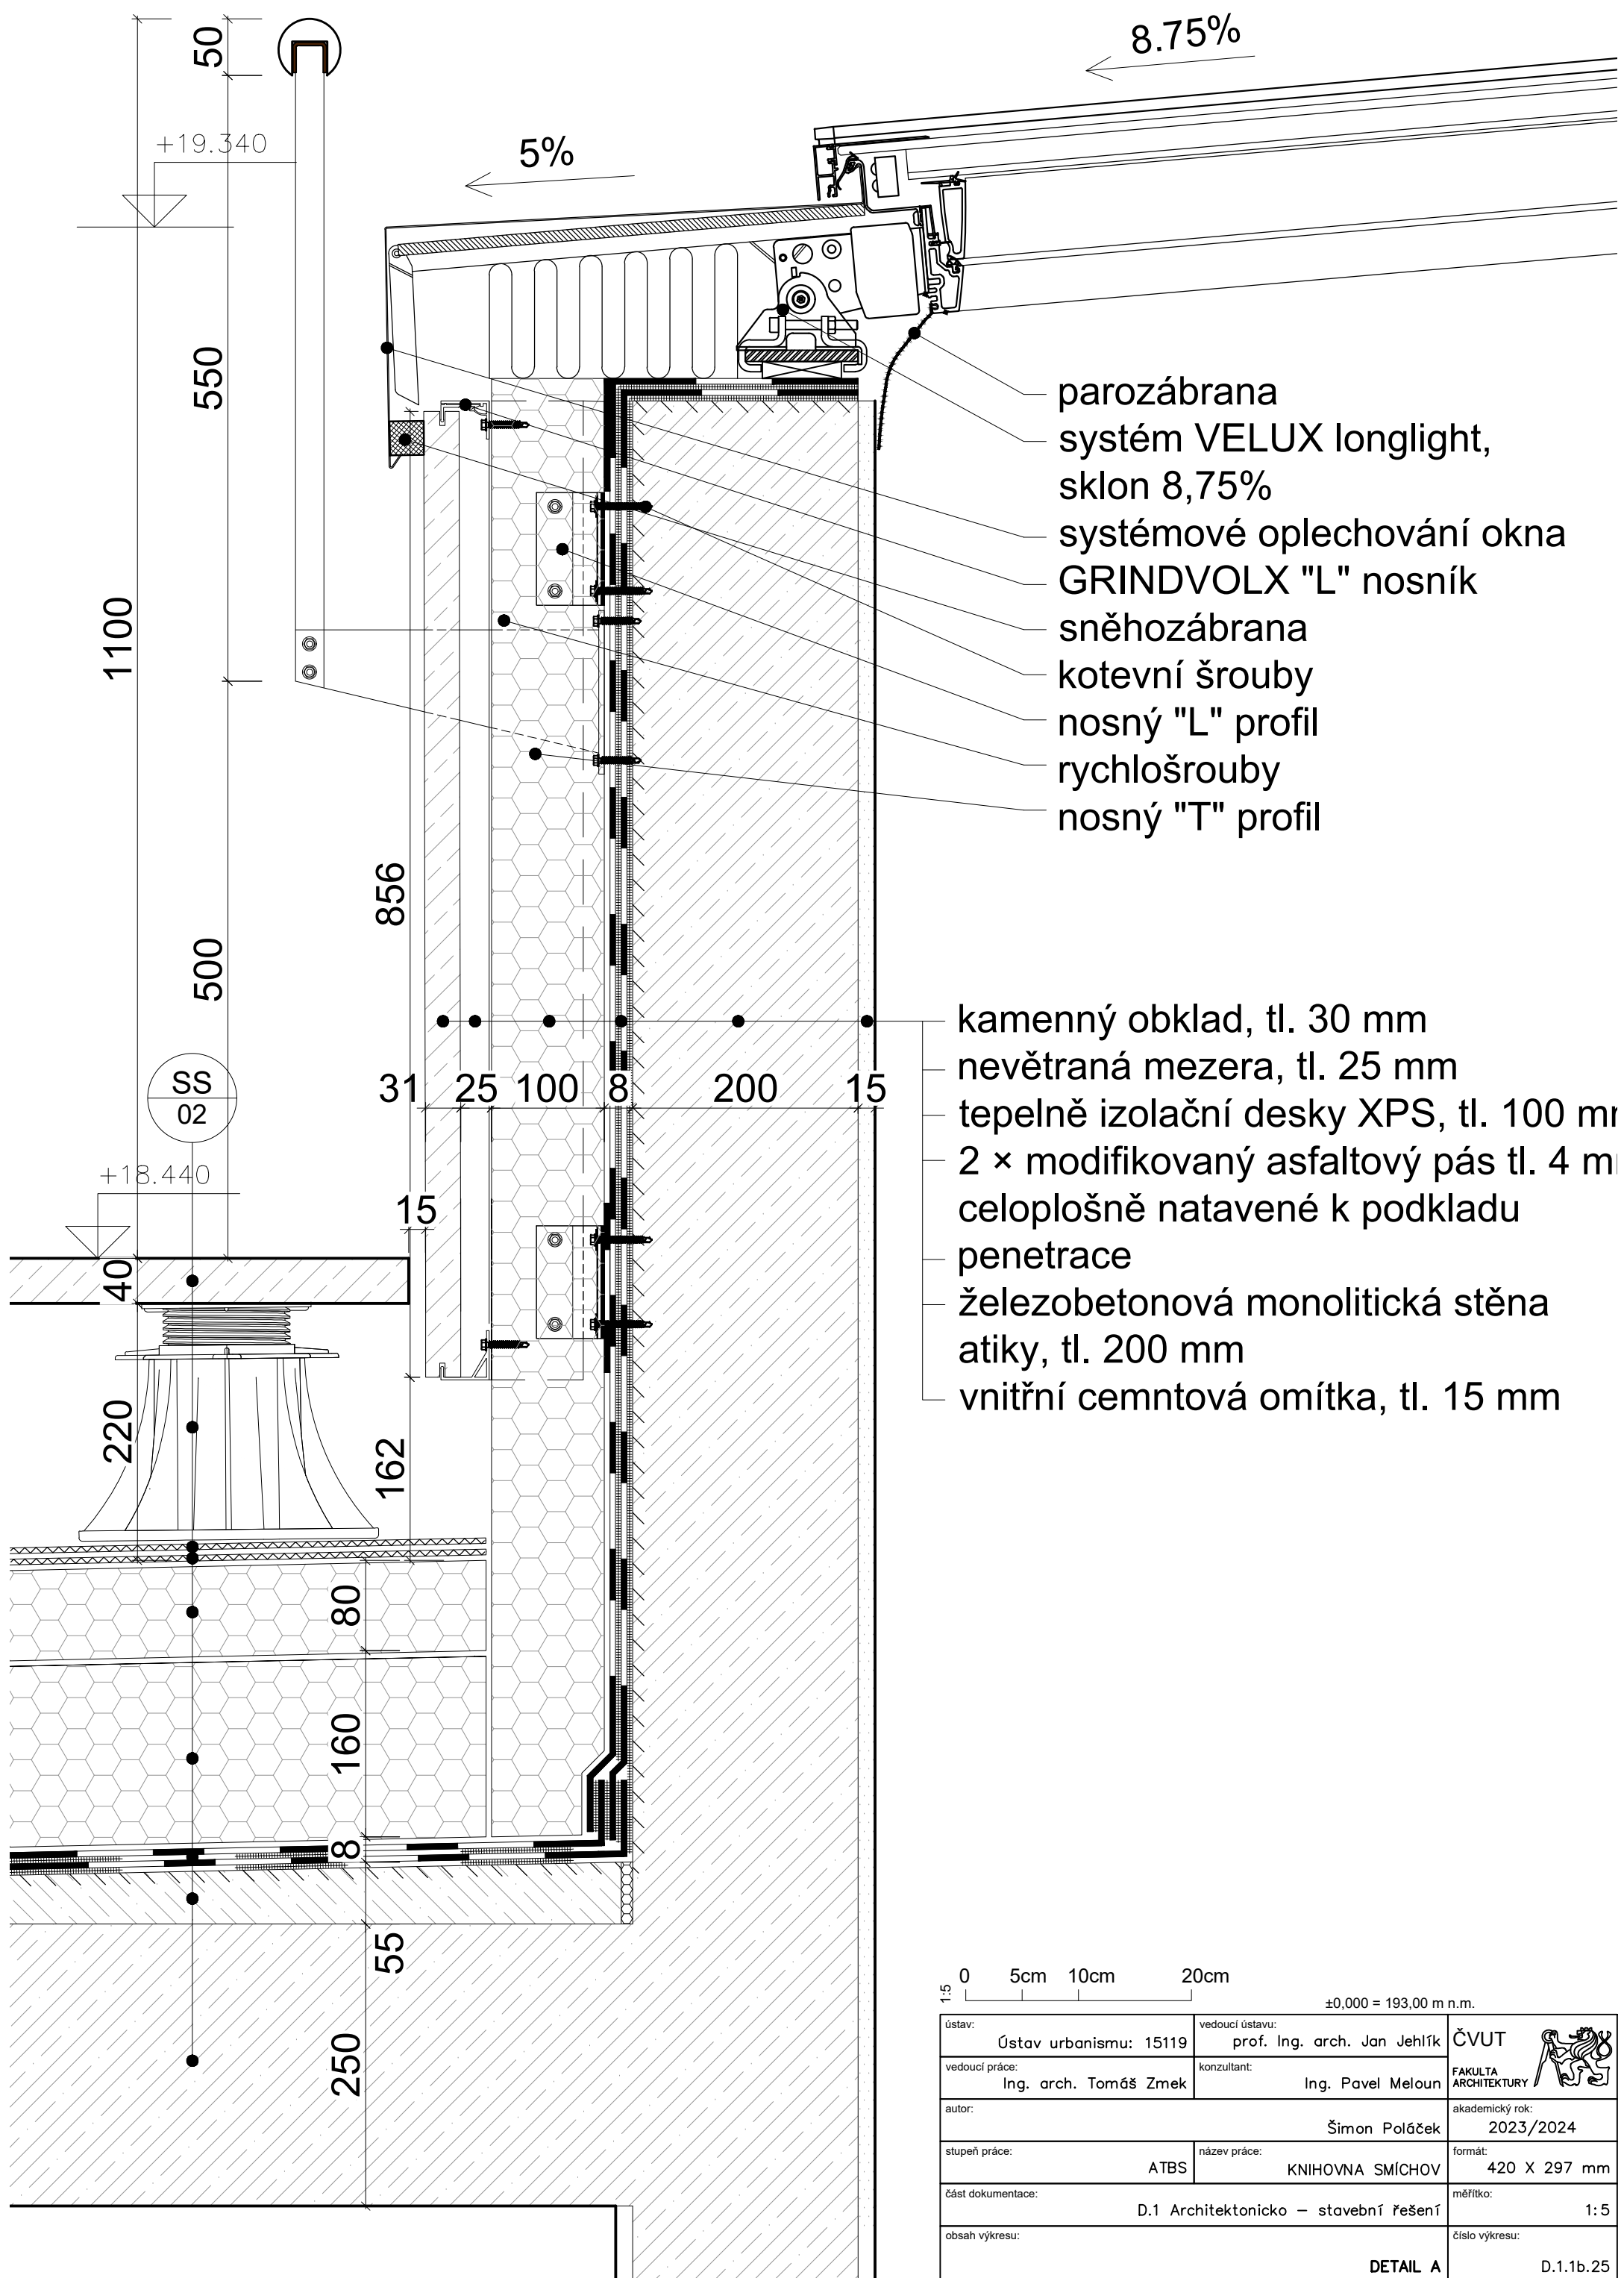 50
8.75%
+19.340
5%
550
1100
parozábrana
systém VELUX longlight,
sklon 8,75%
systémové oplechování okna
GRINDVOLX "L" nosník
sněhozábrana
kotevní šrouby
nosný "L" profil
rychlošrouby
nosný "T" profil
856
500
kamenný obklad, tl. 30 mm
nevětraná mezera, tl. 25 mm
tepelně izolační desky XPS, tl. 100 m
2 × modifikovaný asfaltový pás tl. 4 m
celoplošně natavené k podkladu
penetrace
železobetonová monolitická stěna
atiky, tl. 200 mm
vnitřní cemntová omítka, tl. 15 mm
31 25 100 8 200 15
SS
02
+18.440
15
40
220
162
80
160
8
55
250
1:5 0 5cm 10cm 20cm
±0,000 = 193,00 m n.m.
ústav:
Ústav urbanismu: 15119
vedoucí ústavu:
prof. Ing. arch. Jan Jehlík
ČVUT
FAKULTA
ARCHITEKTURY
vedoucí práce:
Ing. arch. Tomáš Zmek
konzultant:
Ing. Pavel Meloun
autor:
Šimon Poláček
akademický rok:
2023/2024
stupeň práce:
ATBS
název práce:
KNIHOVNA SMÍCHOV
formát:
420 X 297 mm
část dokumentace:
D.1 Architektonicko – stavební řešení
měřítko:
1:5
obsah výkresu:
DETAIL A
číslo výkresu:
D.1.1b.25